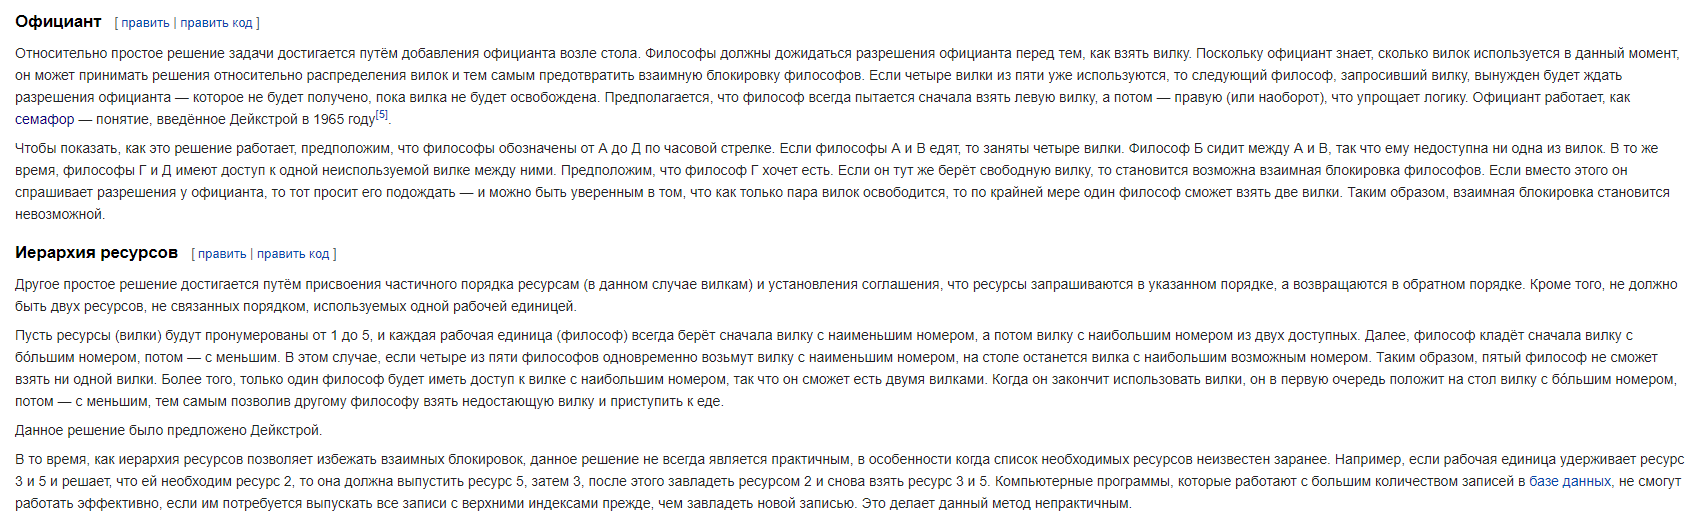 Официант [ править | править код ]
Относительно простое решение задачи достигается путём добавления официанта возле стола. Философы должны дожидаться разрешения официанта перед тем, как взять вилку. Поскольку официант знает, сколько вилок используется в данный момент,
он может принимать решения относительно распределения вилок и тем самым предотвратить взаимную блокировку философов. Если четыре вилки из пяти уже используются, то следующий философ, запросивший вилку, вынужден будет ждать
разрешения официанта — которое не будет получено, пока вилка не будет освобождена. Предполагается, что философ всегда пытается сначала взять левую вилку, а потом — правую (или наоборот), что упрощает логику. Официант работает, как
семафор — понятие, введённое Дейкстрой в 1965 году[5].
Чтобы показать, как это решение работает, предположим, что философы обозначены от А до Д по часовой стрелке. Если философы А и В едят, то заняты четыре вилки. Философ Б сидит между А и В, так что ему недоступна ни одна из вилок. В то же
время, философы Г и Д имеют доступ к одной неиспользуемой вилке между ними. Предположим, что философ Г хочет есть. Если он тут же берёт свободную вилку, то становится возможна взаимная блокировка философов. Если вместо этого он
спрашивает разрешения у официанта, то тот просит его подождать — и можно быть уверенным в том, что как только пара вилок освободится, то по крайней мере один философ сможет взять две вилки. Таким образом, взаимная блокировка становится
невозможной.
Иерархия ресурсов [ править | править код ]
Другое простое решение достигается путём присвоения частичного порядка ресурсам (в данном случае вилкам) и установления соглашения, что ресурсы запрашиваются в указанном порядке, а возвращаются в обратном порядке. Кроме того, не должно
быть двух ресурсов, не связанных порядком, используемых одной рабочей единицей.
Пусть ресурсы (вилки) будут пронумерованы от 1 до 5, и каждая рабочая единица (философ) всегда берёт сначала вилку с наименьшим номером, а потом вилку с наибольшим номером из двух доступных. Далее, философ кладёт сначала вилку с
бо́льшим номером, потом — с меньшим. В этом случае, если четыре из пяти философов одновременно возьмут вилку с наименьшим номером, на столе останется вилка с наибольшим возможным номером. Таким образом, пятый философ не сможет
взять ни одной вилки. Более того, только один философ будет иметь доступ к вилке с наибольшим номером, так что он сможет есть двумя вилками. Когда он закончит использовать вилки, он в первую очередь положит на стол вилку с бо́льшим номером,
потом — с меньшим, тем самым позволив другому философу взять недостающую вилку и приступить к еде.
Данное решение было предложено Дейкстрой.
В то время, как иерархия ресурсов позволяет избежать взаимных блокировок, данное решение не всегда является практичным, в особенности когда список необходимых ресурсов неизвестен заранее. Например, если рабочая единица удерживает ресурс
3 и 5 и решает, что ей необходим ресурс 2, то она должна выпустить ресурс 5, затем 3, после этого завладеть ресурсом 2 и снова взять ресурс 3 и 5. Компьютерные программы, которые работают с большим количеством записей в базе данных, не смогут
работать эффективно, если им потребуется выпускать все записи с верхними индексами прежде, чем завладеть новой записью. Это делает данный метод непрактичным.